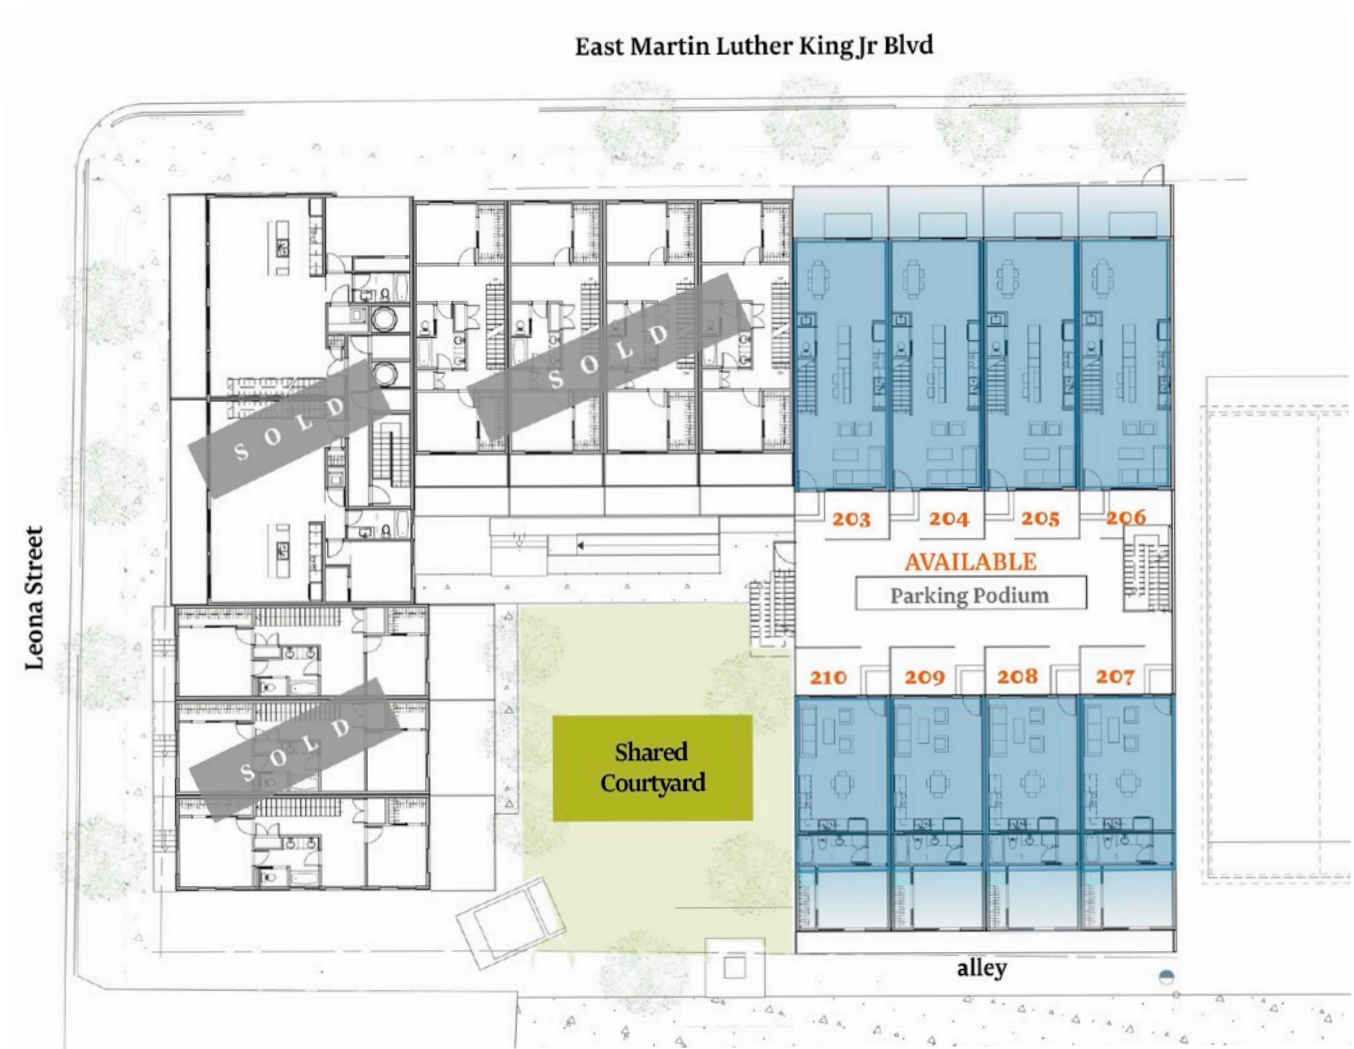 East Martin Luther King Jr Blvd
SOLD
SOLD
203 204 205 206
AVAILABLE
Parking Podium
Leona Street
210 209 208 207
SOLD
Shared
Courtyard
alley